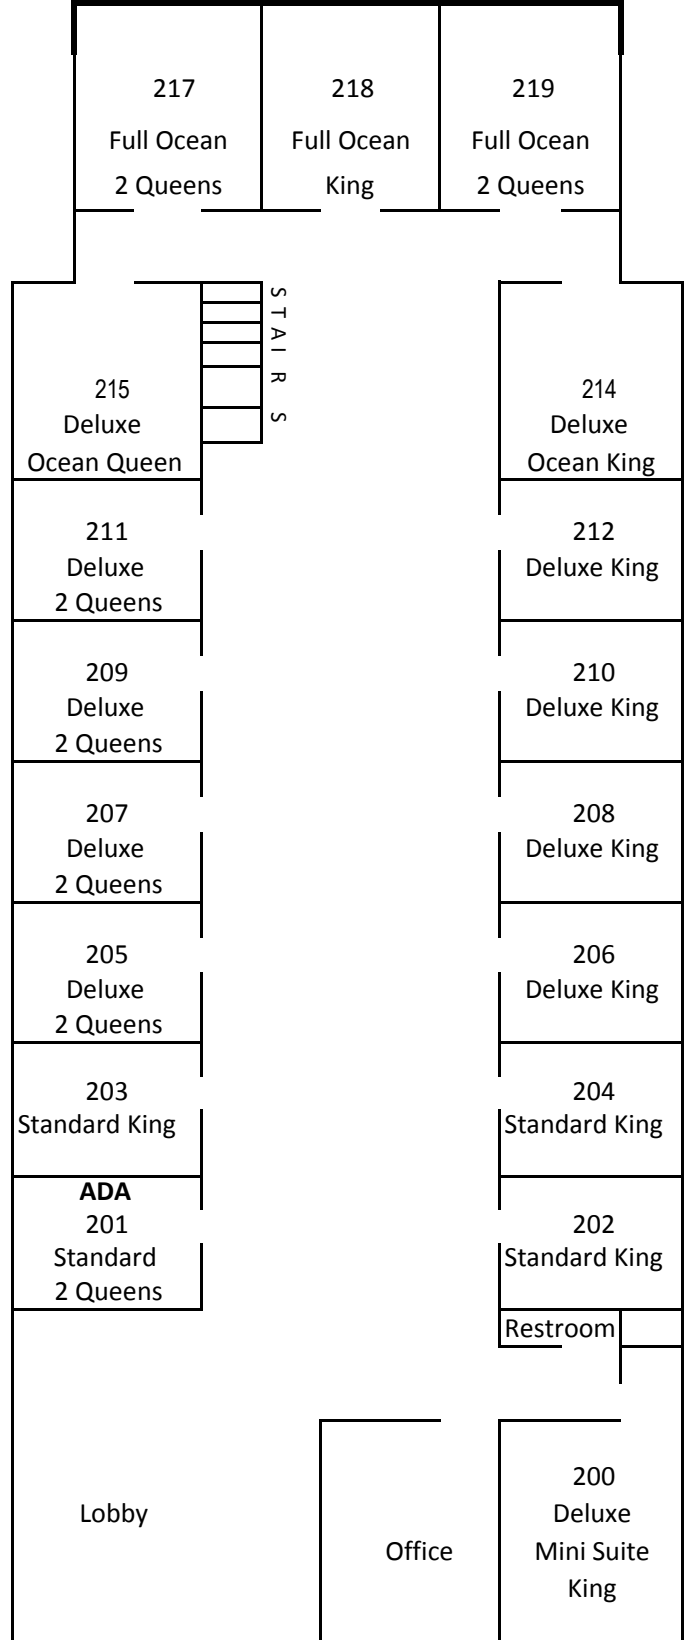 217
Full Ocean
2 Queens
218
Full Ocean
King
219
Full Ocean
2 Queens
STAIRS
215
Deluxe
Ocean Queen
214
Deluxe
Ocean King
211
Deluxe
2 Queens
212
Deluxe King
209
Deluxe
2 Queens
210
Deluxe King
207
Deluxe
2 Queens
208
Deluxe King
205
Deluxe
2 Queens
206
Deluxe King
203
Standard King
204
Standard King
ADA
201
Standard
2 Queens
202
Standard King
Restroom
Lobby
Office
200
Deluxe
Mini Suite
King